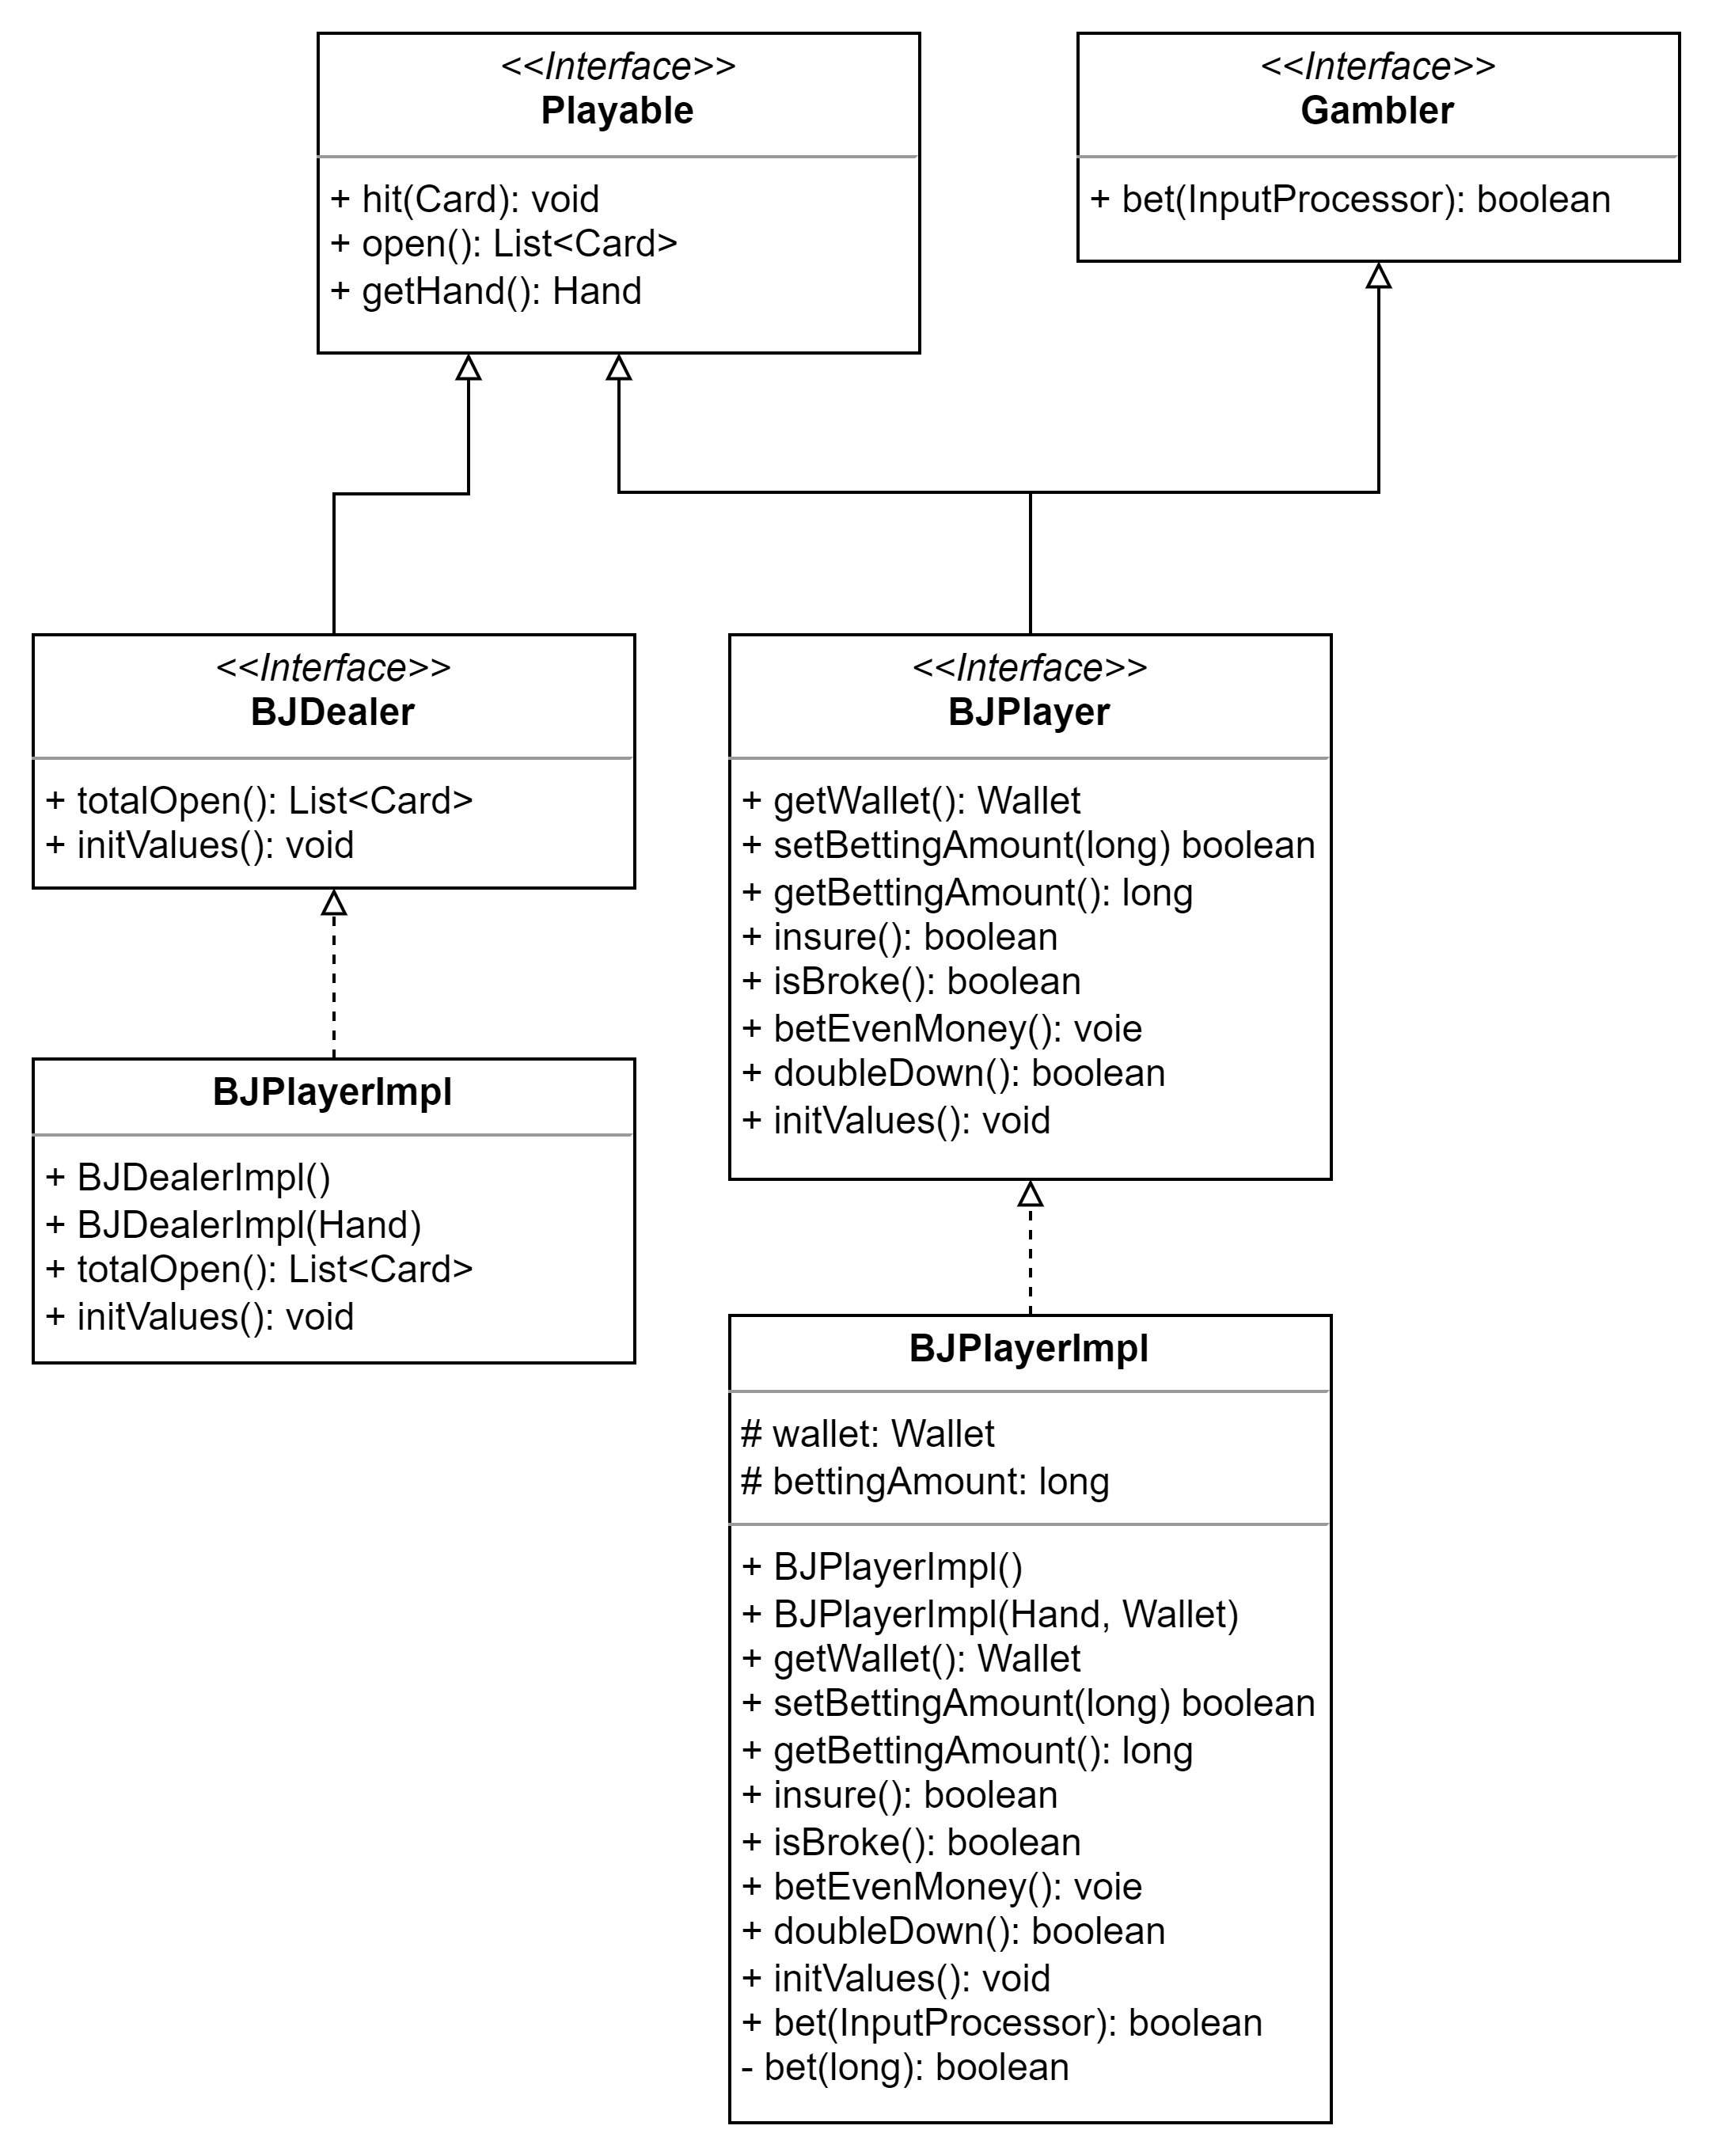 <<Interface>>
Playable
+ hit(Card): void
+ open(): List<Card>
+ getHand(): Hand
<<Interface>>
Gambler
+ bet(InputProcessor): boolean
<<Interface>>
BJDealer
+ totalOpen(): List<Card>
+ initValues(): void
<<Interface>>
BJPlayer
+ getWallet(): Wallet
+ setBettingAmount(long) boolean
+ getBettingAmount(): long
+ insure(): boolean
+ isBroke(): boolean
+ betEvenMoney(): voie
+ doubleDown(): boolean
+ initValues(): void
BJPlayerImpl
+ BJDealerImpl()
+ BJDealerImpl(Hand)
+ totalOpen(): List<Card>
+ initValues(): void
BJPlayerImpl
# wallet: Wallet
# bettingAmount: long
+ BJPlayerImpl()
+ BJPlayerImpl(Hand, Wallet)
+ getWallet(): Wallet
+ setBettingAmount(long) boolean
+ getBettingAmount(): long
+ insure(): boolean
+ isBroke(): boolean
+ betEvenMoney(): voie
+ doubleDown(): boolean
+ initValues(): void
+ bet(InputProcessor): boolean
- bet(long): boolean